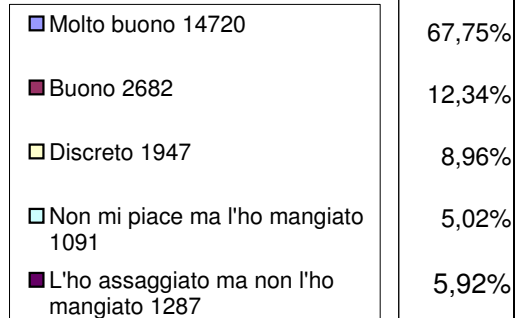 Molto buono 14720 67,75%
Buono 2682 12,34%
Discreto 1947 8,96%
Non mi piace ma l'ho mangiato 5,02%
1091
L'ho assaggiato ma non l'ho 5,92%
mangiato 1287